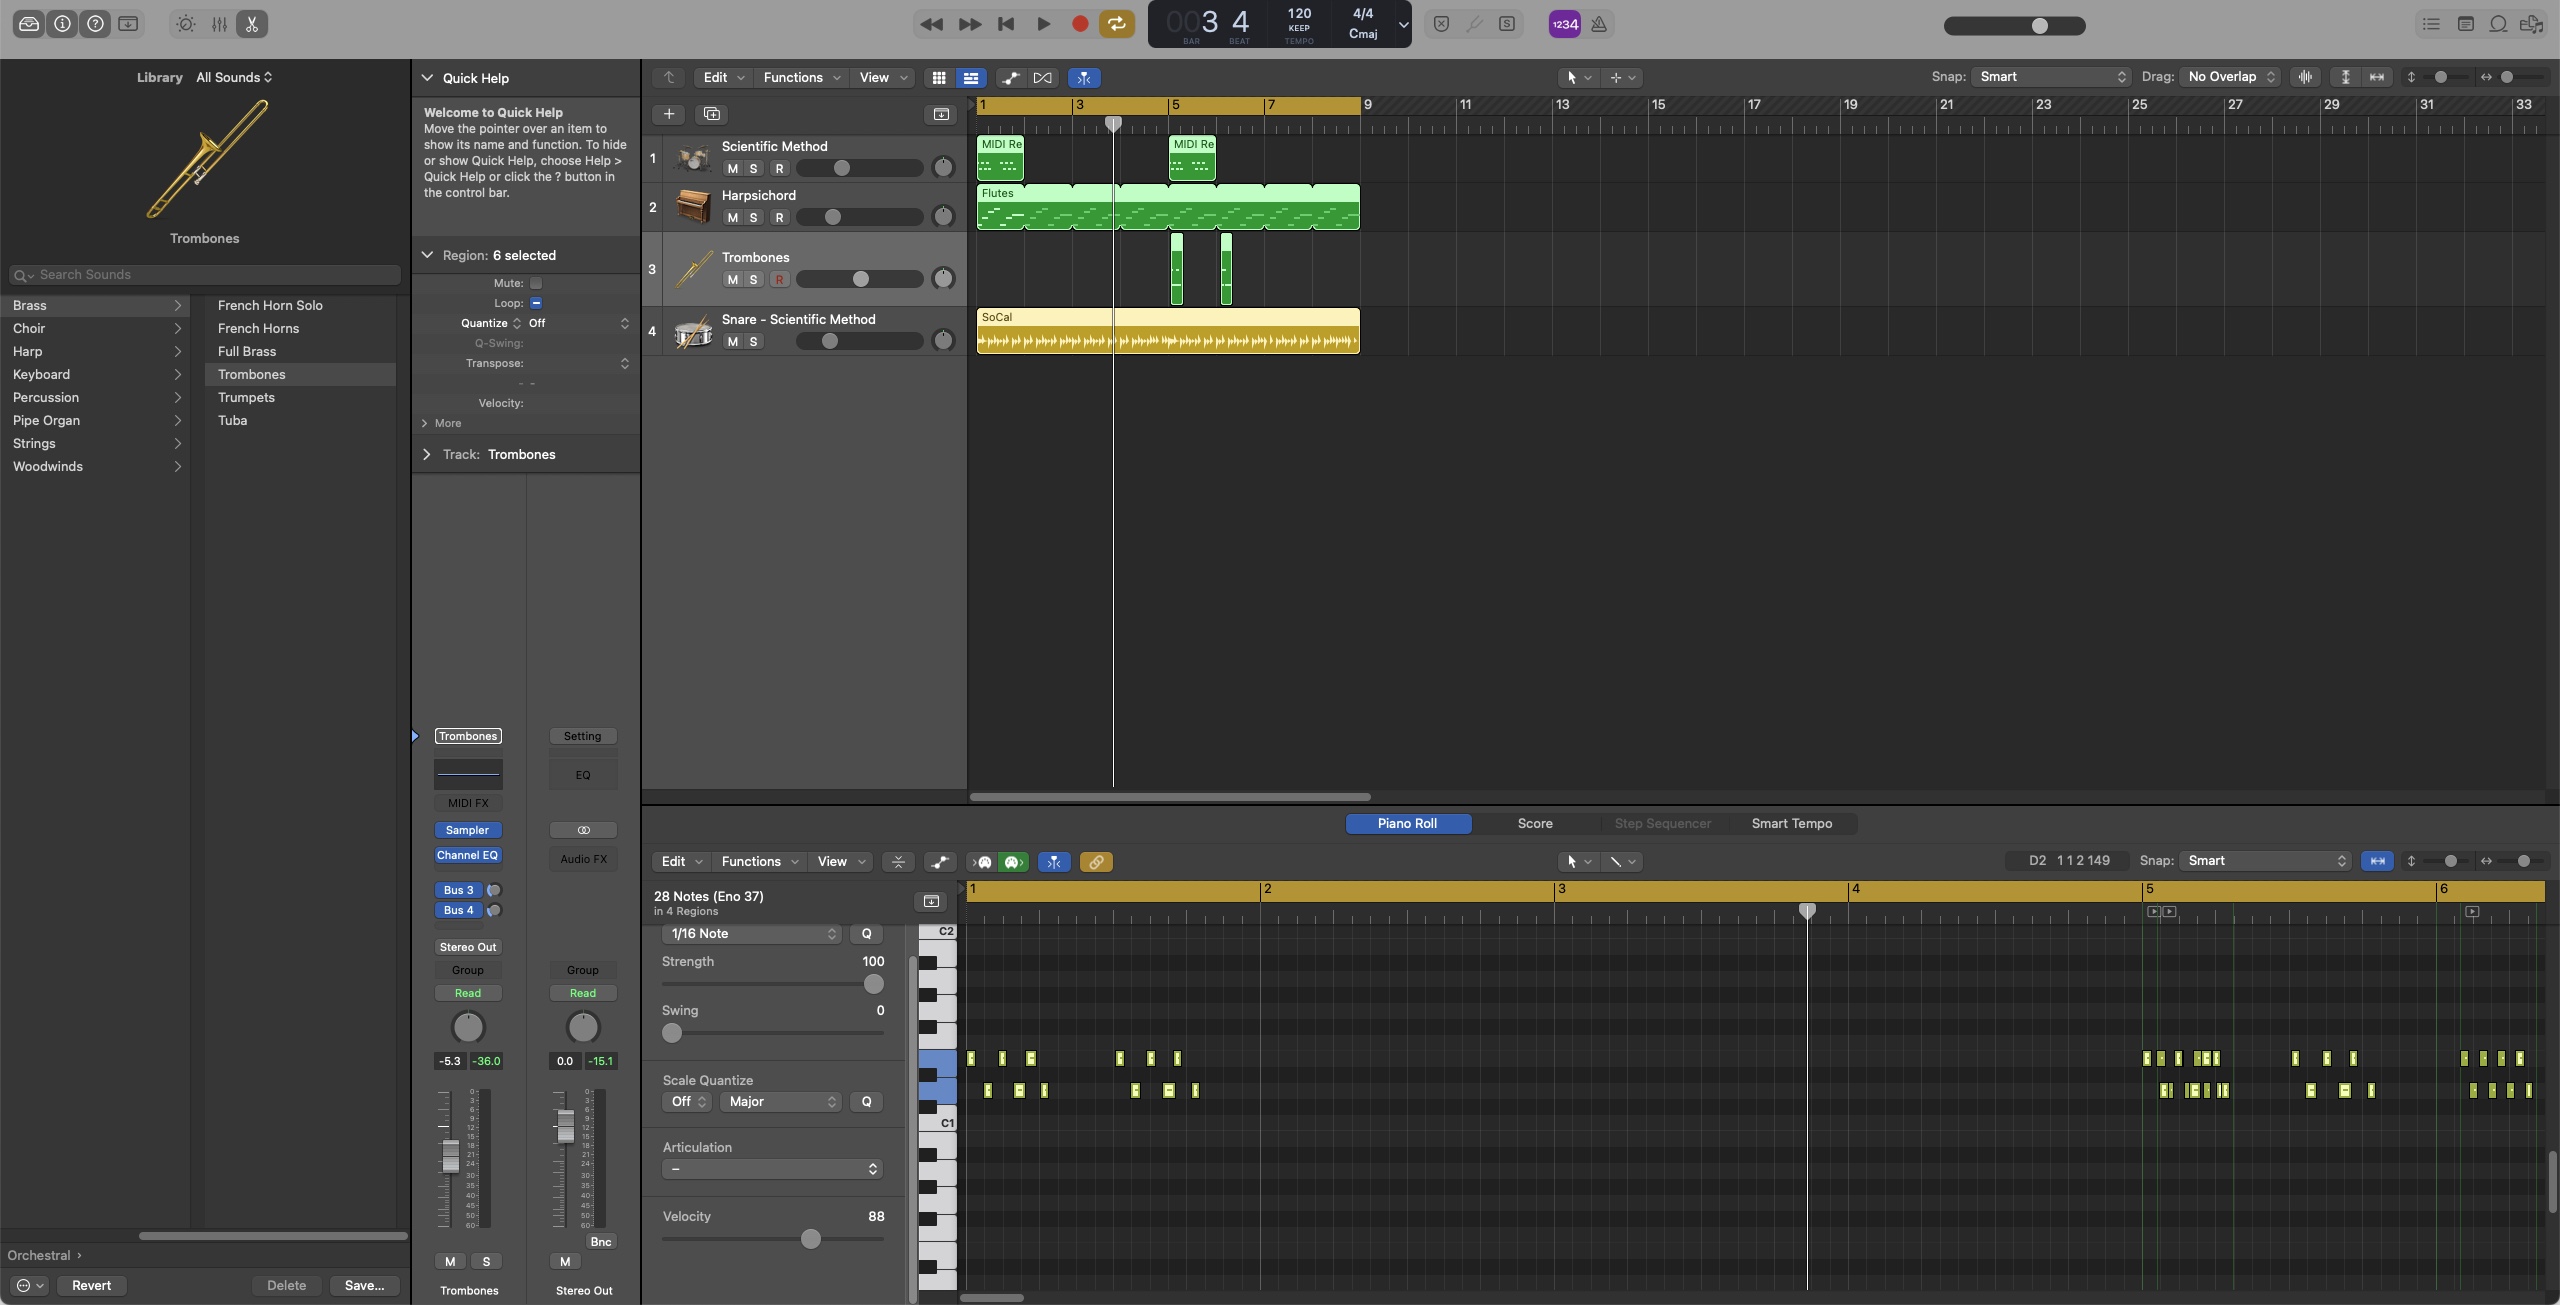 003 4
BAR BEAT
120
KEEP
TEMPO
4/4
Cmaj
S
1234
Library All Sounds
Trombones
Search Sounds
Brass
Choir
Harp
Keyboard
Percussion
Pipe Organ
Strings
Woodwinds
French Horn Solo
French Horns
Full Brass
Trombones
Trumpets
Tuba
Orchestral ›
Revert
Delete
Save...
Quick Help
Welcome to Quick Help
Move the pointer over an item to
show its name and function. To hide
or show Quick Help, choose Help >
Quick Help or click the ? button in
the control bar.
Region: 6 selected
Mute:
Loop:
Quantize Off
Q-Swing:
Transpose:
- -
Velocity:
More
Track: Trombones
Trombones
MIDI FX
Sampler
Channel EQ
Bus 3
Bus 4
Stereo Out
Group
Read
-5.3 -36.0
M S
Trombones
Setting
EQ
Audio FX
Group
Read
0.0 -15.1
Bnc
M
Stereo Out
Edit Functions View
Snap: Smart
Drag: No Overlap
1 3 5 7 9 11 13 15 17 19 21 23 25 27 29 31 33
1 Scientific Method
M S R
MIDI Re MIDI Re
2 Harpsichord
M S R
Flutes
3 Trombones
M S R
4 Snare - Scientific Method
M S
SoCal
Piano Roll Score Step Sequencer Smart Tempo
Edit Functions View
D2 1 1 2 149
Snap: Smart
28 Notes (Eno 37)
in 4 Regions
1 2 3 4 5 6
1/16 Note Q
Strength 100
Swing 0
Scale Quantize
Off Major Q
Articulation
–
Velocity 88
C2
C1